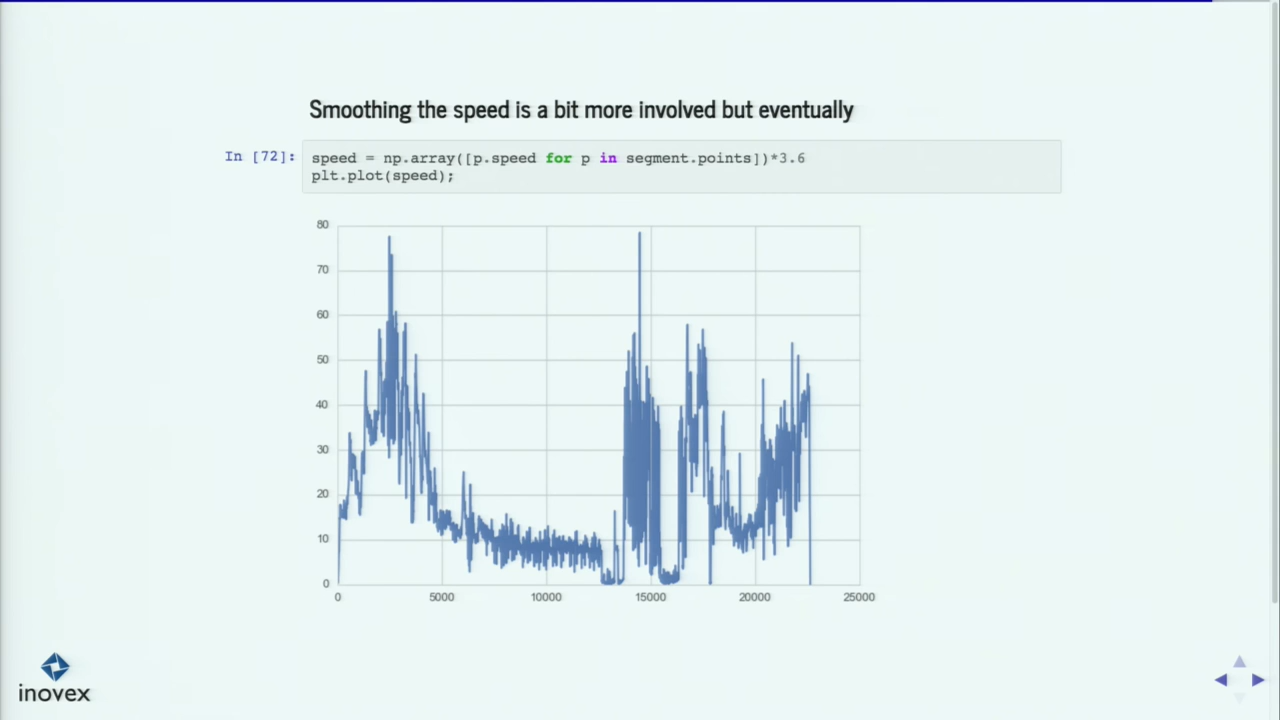 Smoothing the speed is a bit more involved but eventually
In [72]: speed = np.array([p.speed for p in segment.points])*3.6
plt.plot(speed);
80
70
60
50
40
30
20
10
0
0 5000 10000 15000 20000 25000
inovex